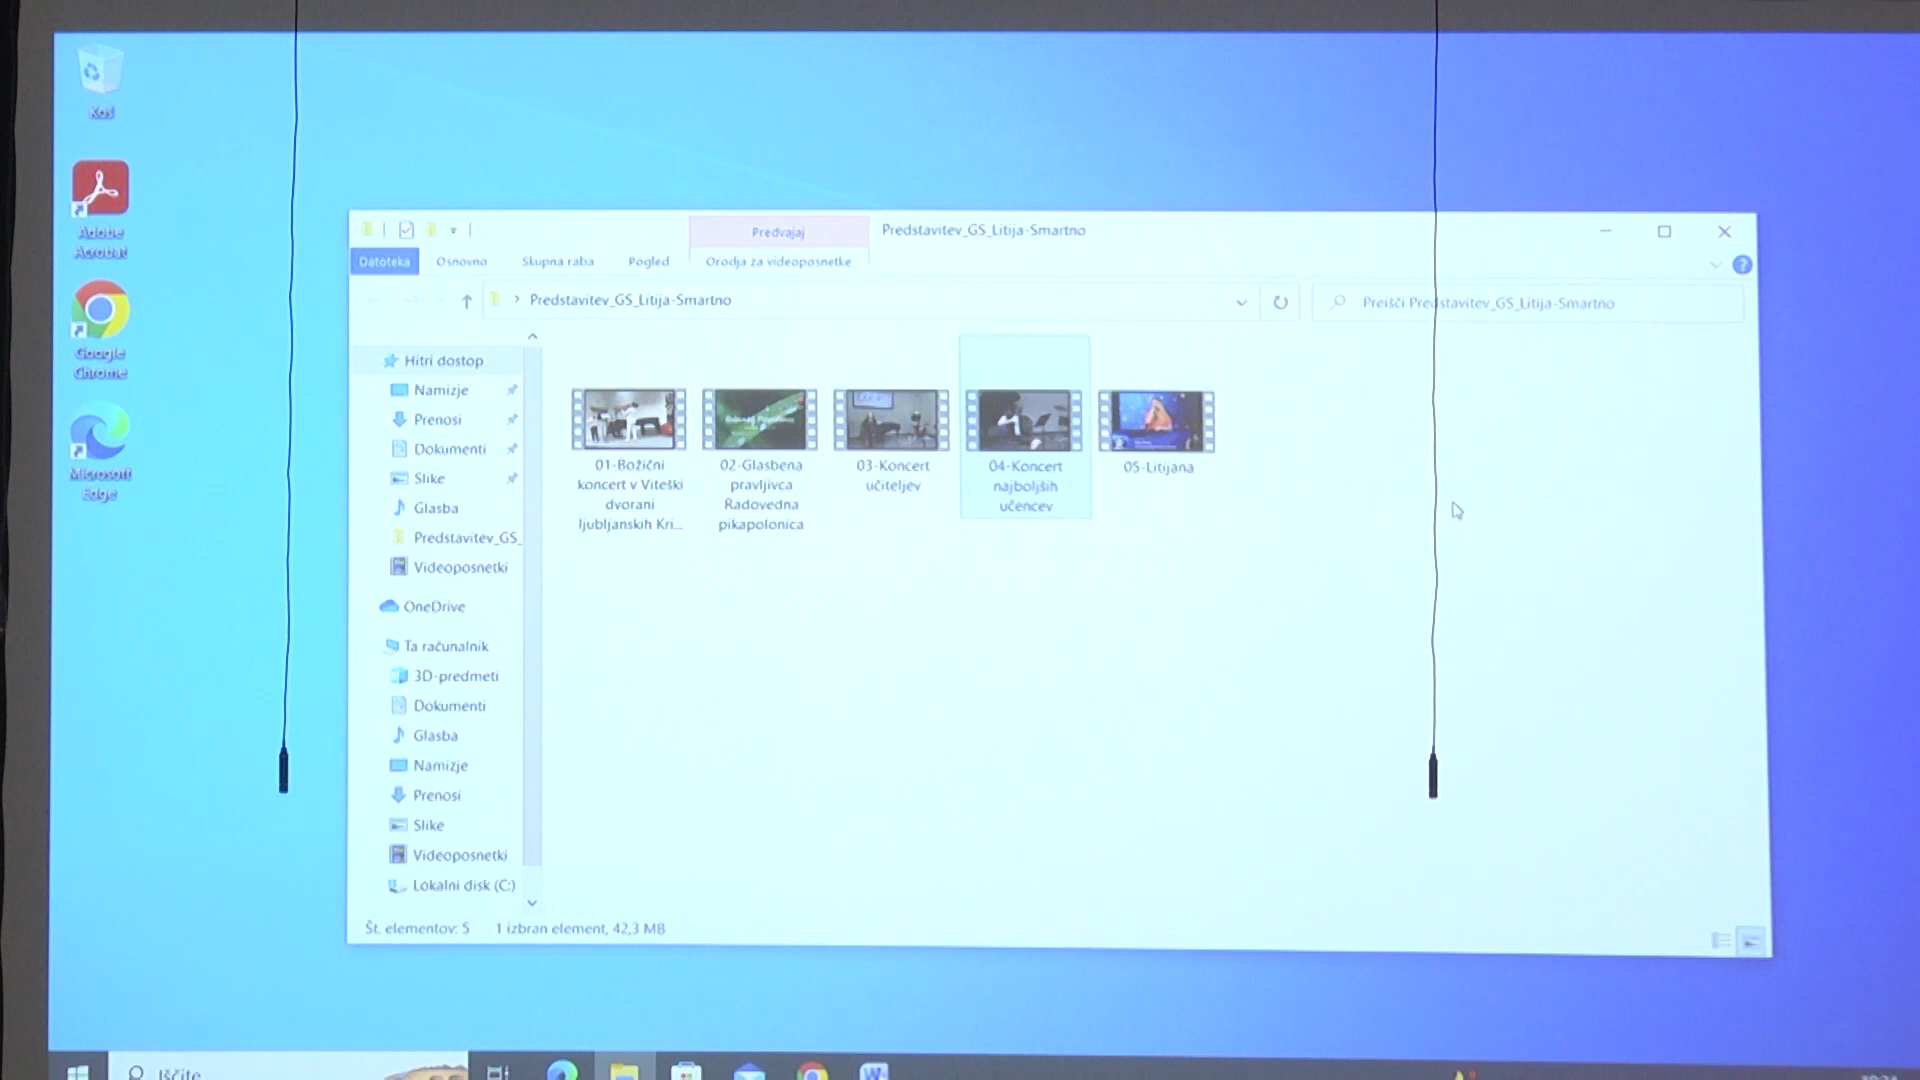 Koš
Adobe
Acrobat
Google
Chrome
Microsoft
Edge
Predvajaj
Predstavitev_GS_Litija-Smartno
Datoteka
Osnovno
Skupna raba
Pogled
Orodja za videoposnetke
Predstavitev_GS_Litija-Smartno
Preišči Predstavitev_GS_Litija-Smartno
Hitri dostop
Namizje
Prenosi
Dokumenti
Slike
Glasba
Predstavitev_GS_
Videoposnetki
OneDrive
Ta računalnik
3D-predmeti
Dokumenti
Glasba
Namizje
Prenosi
Slike
Videoposnetki
Lokalni disk (C:)
01-Božični
koncert v Viteški
dvorani
ljubljanskih Kri...
02-Glasbena
pravljivca
Radovedna
pikapolonica
03-Koncert
učiteljev
04-Koncert
najboljših
učencev
05-Litijana
Št. elementov: 5
1 izbran element, 42,3 MB
Iščite